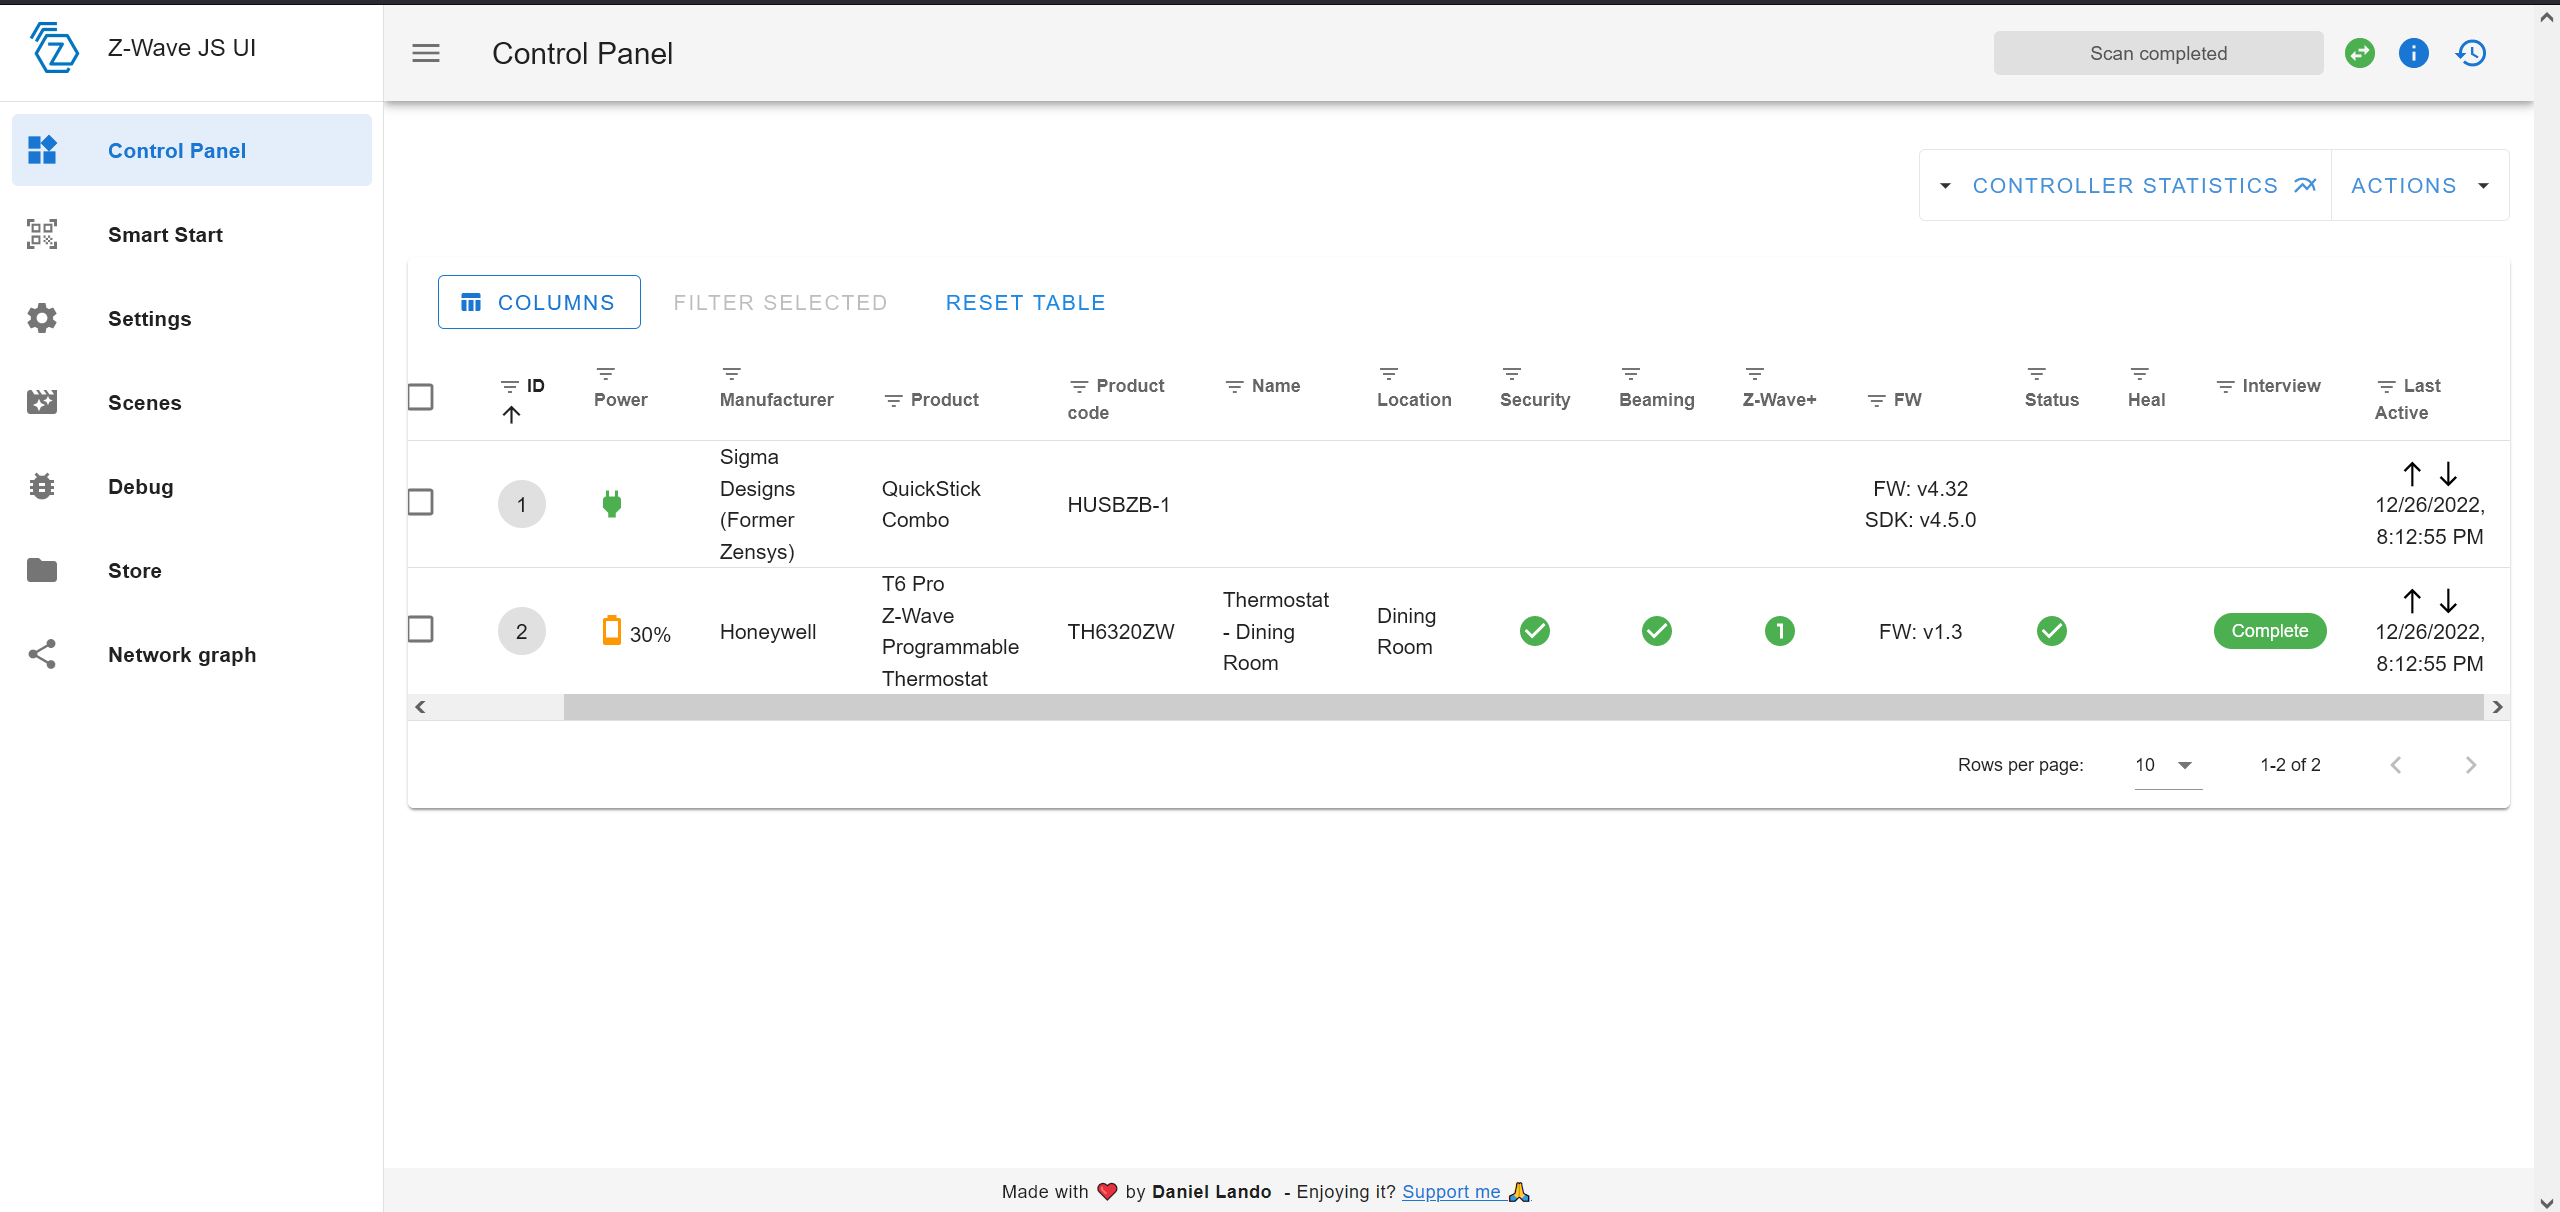 Z-Wave JS UI
Control Panel
Scan completed
Control Panel
Smart Start
Settings
Scenes
Debug
Store
Network graph
CONTROLLER STATISTICS
ACTIONS
COLUMNS
FILTER SELECTED
RESET TABLE
ID
Power
Manufacturer
Product
Product
code
Name
Location
Security
Beaming
Z-Wave+
FW
Status
Heal
Interview
Last
Active
1
Sigma
Designs
(Former
Zensys)
QuickStick
Combo
HUSBZB-1
FW: v4.32
SDK: v4.5.0
12/26/2022,
8:12:55 PM
2
30%
Honeywell
T6 Pro
Z-Wave
Programmable
Thermostat
TH6320ZW
Thermostat
- Dining
Room
Dining
Room
1
FW: v1.3
Complete
12/26/2022,
8:12:55 PM
Rows per page:
10
1-2 of 2
Made with ❤️ by Daniel Lando - Enjoying it? Support me 🙏